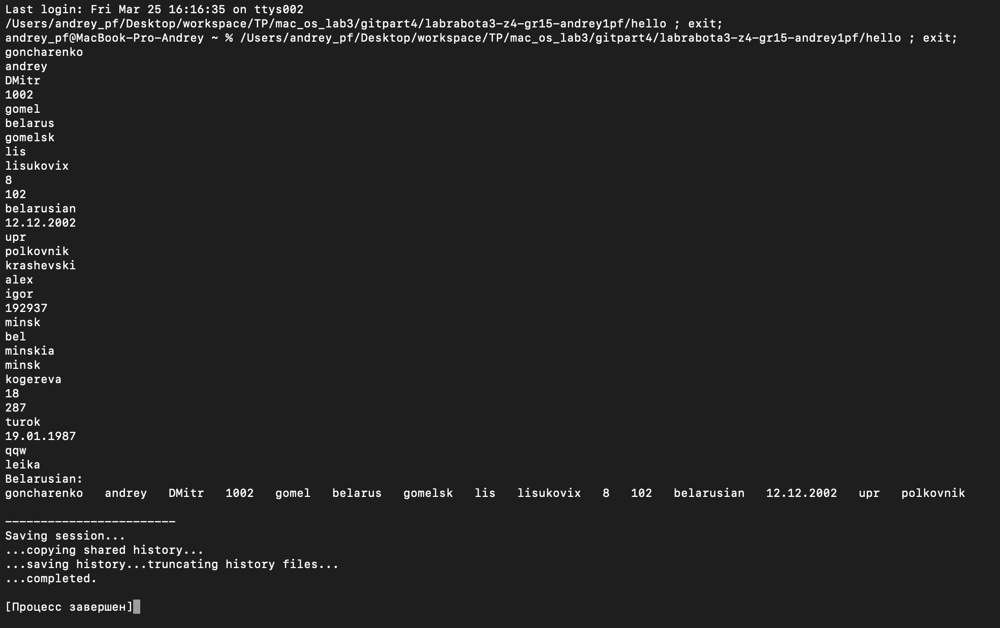 Last login: Fri Mar 25 16:16:35 on ttys002
/Users/andrey_pf/Desktop/workspace/TP/mac_os_lab3/gitpart4/labrabota3-z4-gr15-andrey1pf/hello ; exit;
andrey_pf@MacBook-Pro-Andrey ~ % /Users/andrey_pf/Desktop/workspace/TP/mac_os_lab3/gitpart4/labrabota3-z4-gr15-andrey1pf/hello ; exit;
goncharenko
andrey
DMitr
1002
gomel
belarus
gomelsk
lis
lisukovix
8
102
belarusian
12.12.2002
upr
polkovnik
krashevski
alex
igor
192937
minsk
bel
minskia
minsk
kogereva
18
287
turok
19.01.1987
qqw
leika
Belarusian:
goncharenko   andrey   DMitr   1002   gomel   belarus   gomelsk   lis   lisukovix   8   102   belarusian   12.12.2002   upr   polkovnik
------------------------
Saving session...
...copying shared history...
...saving history...truncating history files...
...completed.
[Процесс завершен]